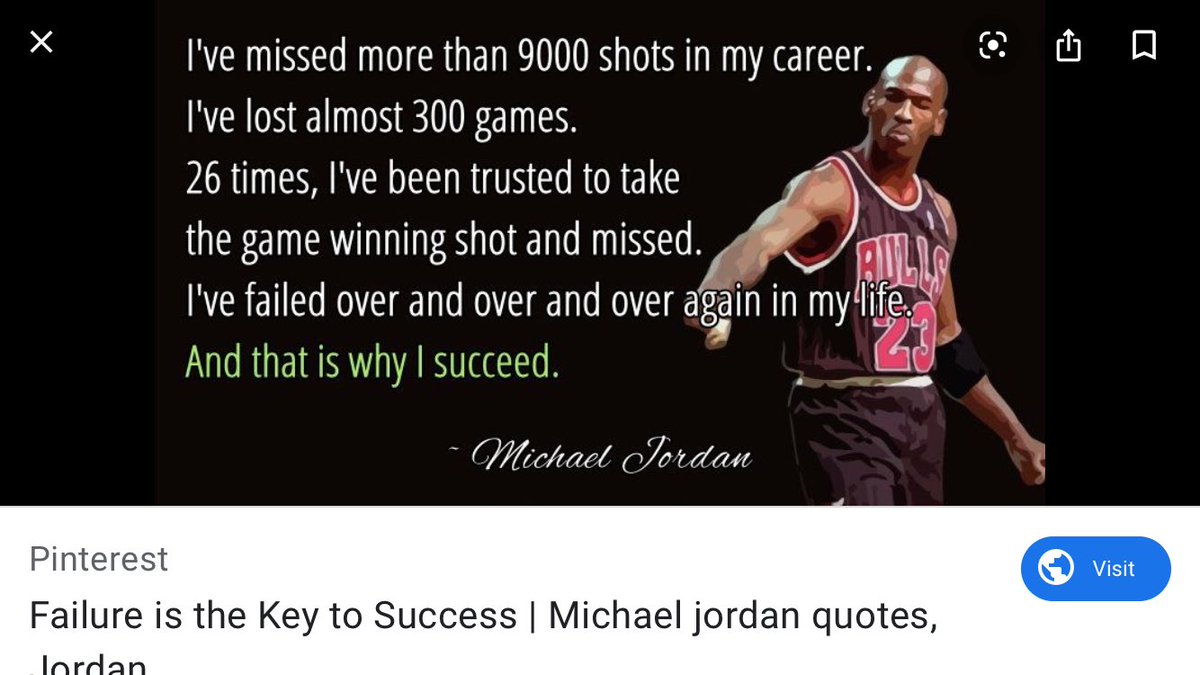 I've missed more than 9000 shots in my career.
I've lost almost 300 games.
26 times, I've been trusted to take
the game winning shot and missed.
I've failed over and over and over again in my life.
And that is why I succeed.
~ Michael Jordan
BULLS
23
Pinterest
Visit
Failure is the Key to Success | Michael jordan quotes,
Jordan